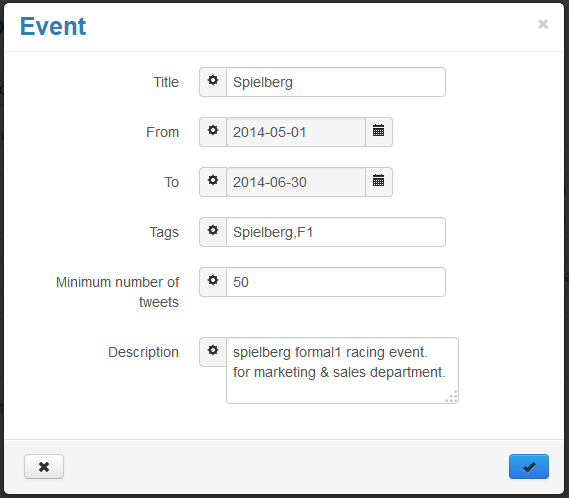 Event
Title
Spielberg
From
2014-05-01
To
2014-06-30
Tags
Spielberg,F1
Minimum number of
tweets
50
Description
spielberg formal1 racing event.
for marketing & sales department.